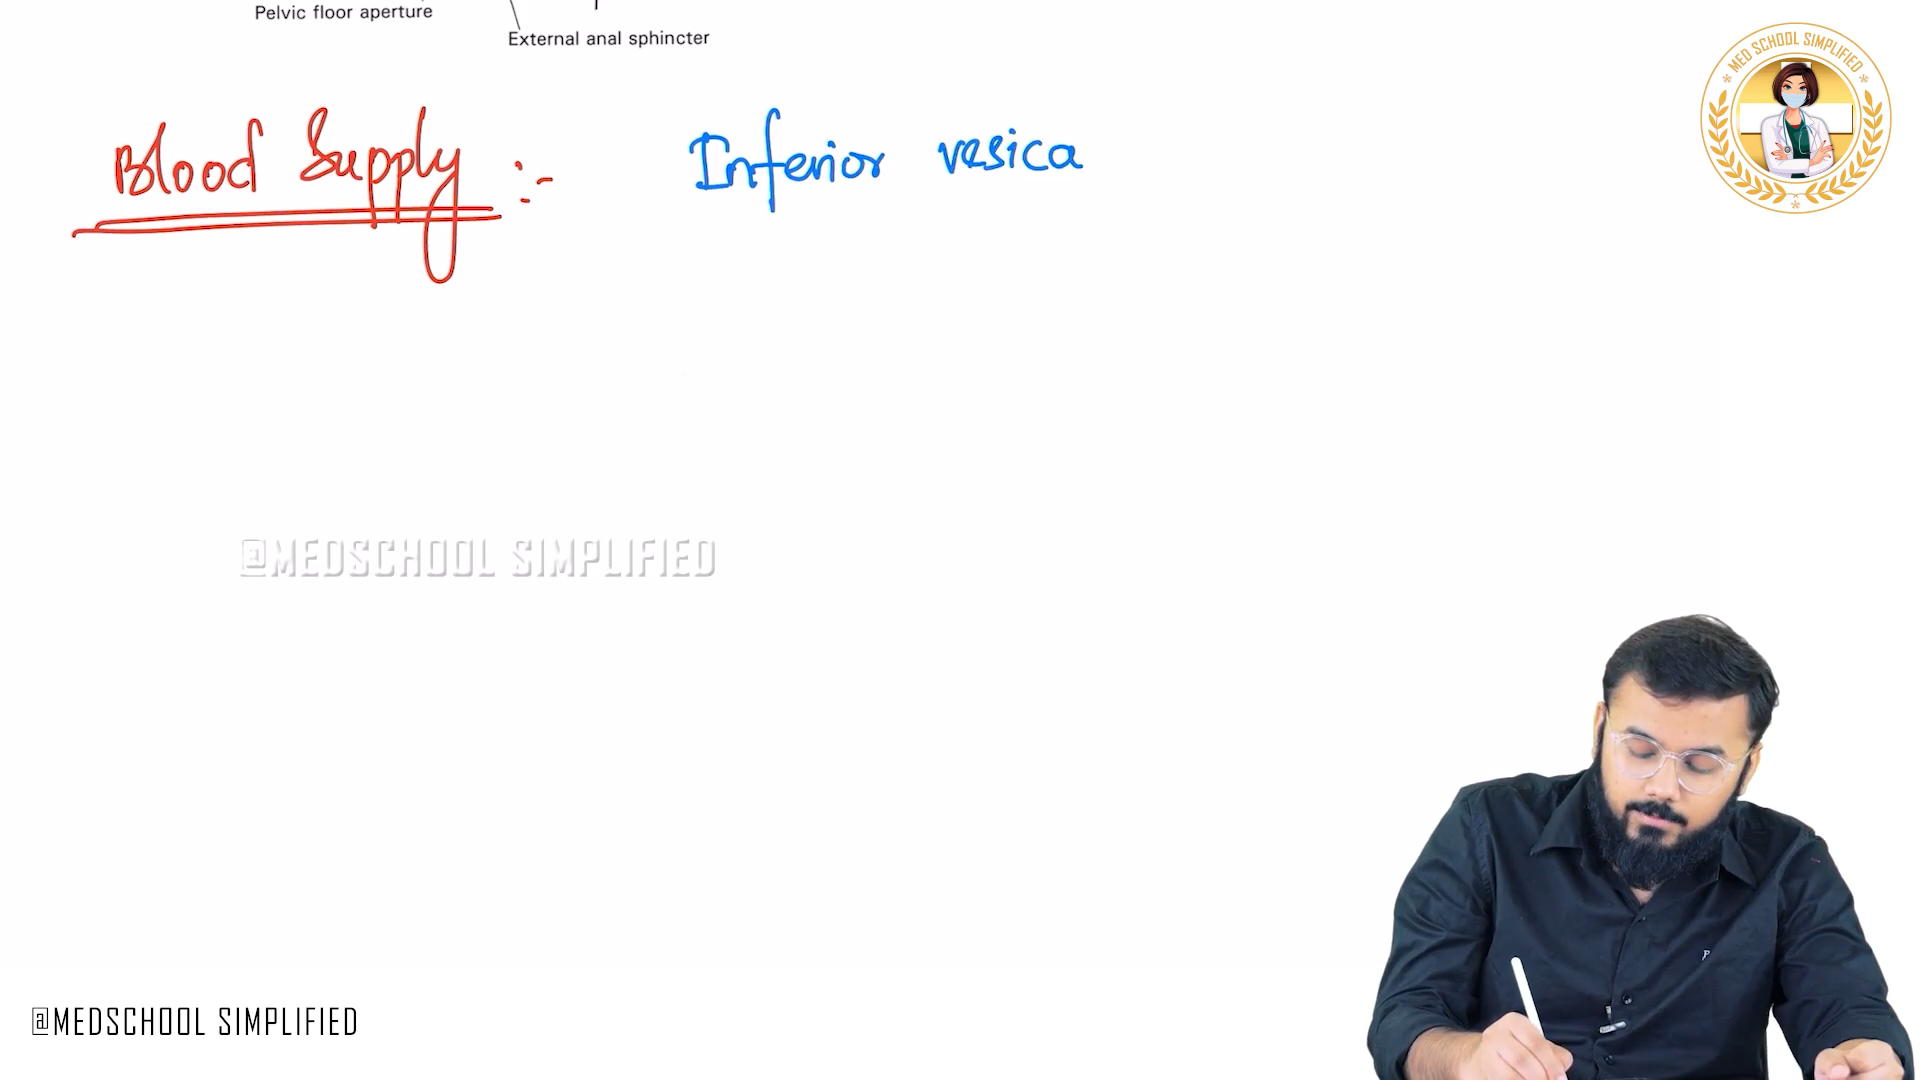 Pelvic floor aperture
External anal sphincter
MED SCHOOL SIMPLIFIED
Blood Supply :-
Inferior vesica
@MEDSCHOOL SIMPLIFIED
F
@MEDSCHOOL SIMPLIFIED